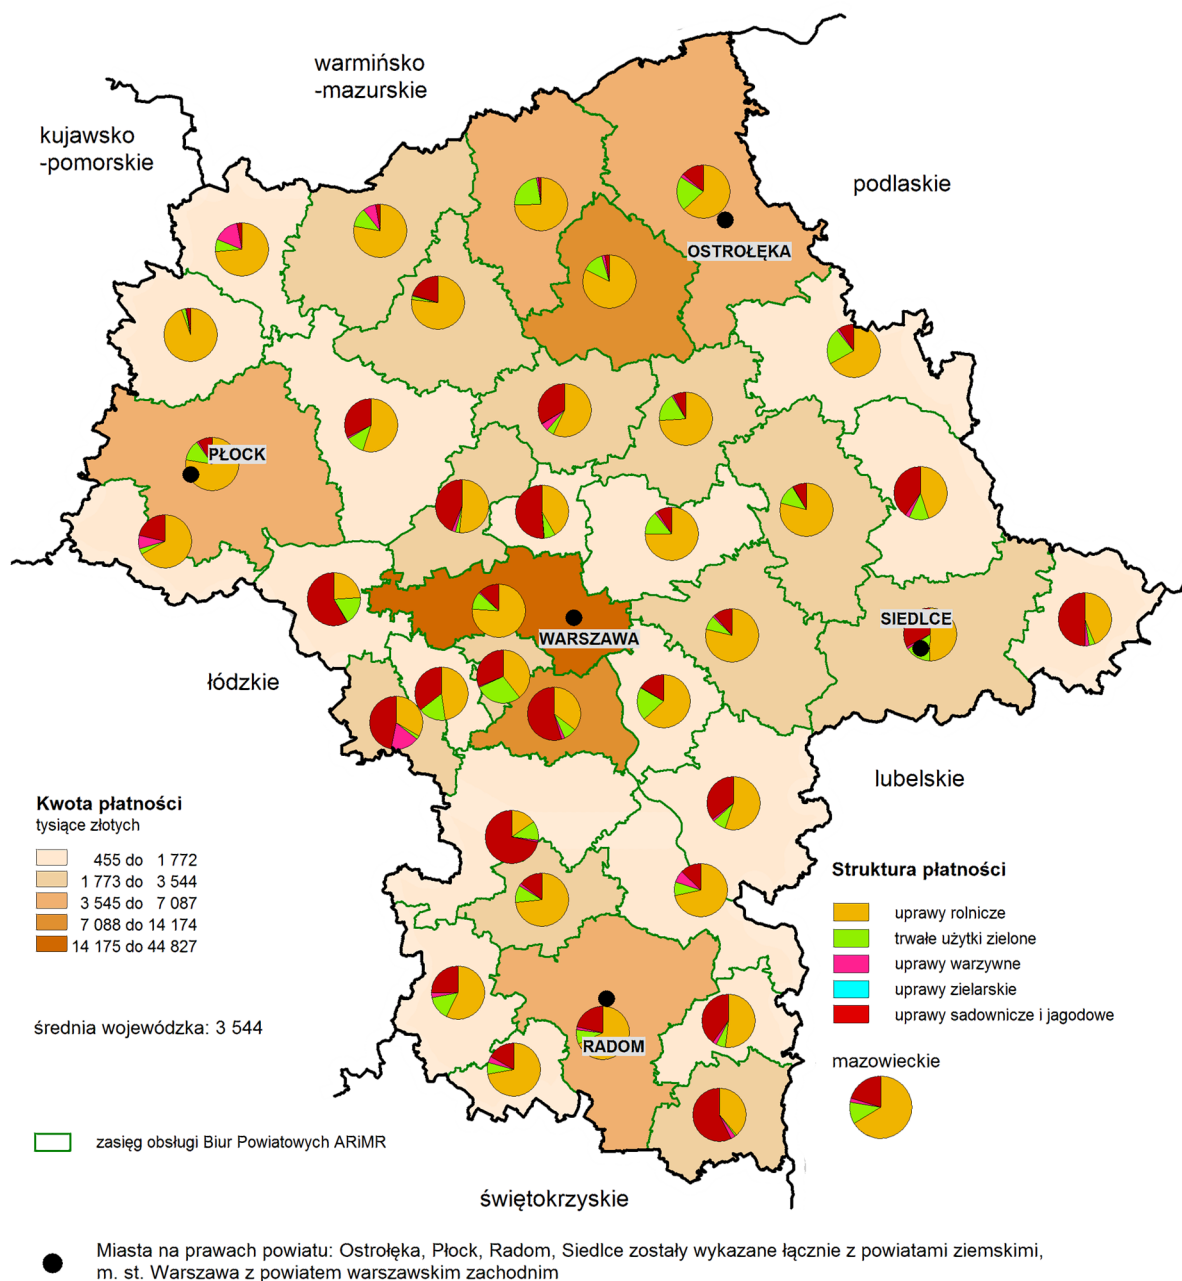 warmińsko
-mazurskie
kujawsko
-pomorskie
podlaskie
OSTROŁĘKA
PŁOCK
SIEDLCE
WARSZAWA
łódzkie
lubelskie
Kwota płatności
tysiące złotych
455 do 1 772
1 773 do 3 544
3 545 do 7 087
7 088 do 14 174
14 175 do 44 827
średnia wojewódzka: 3 544
Struktura płatności
uprawy rolnicze
trwałe użytki zielone
uprawy warzywne
uprawy zielarskie
uprawy sadownicze i jagodowe
RADOM
mazowieckie
zasięg obsługi Biur Powiatowych ARiMR
świętokrzyskie
Miasta na prawach powiatu: Ostrołęka, Płock, Radom, Siedlce zostały wykazane łącznie z powiatami ziemskimi,
m. st. Warszawa z powiatem warszawskim zachodnim